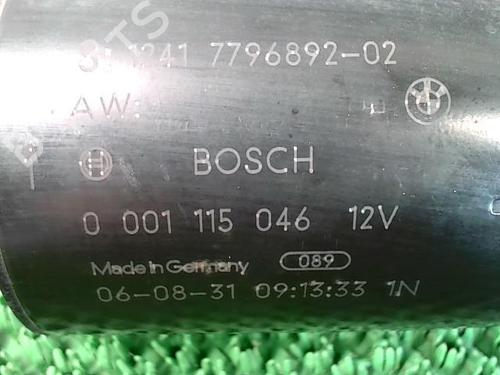 1241 7796892-02
AW:
BOSCH
0 001 115 046 12V
Made in Germany 089
06-08-31 09:13:33 1N